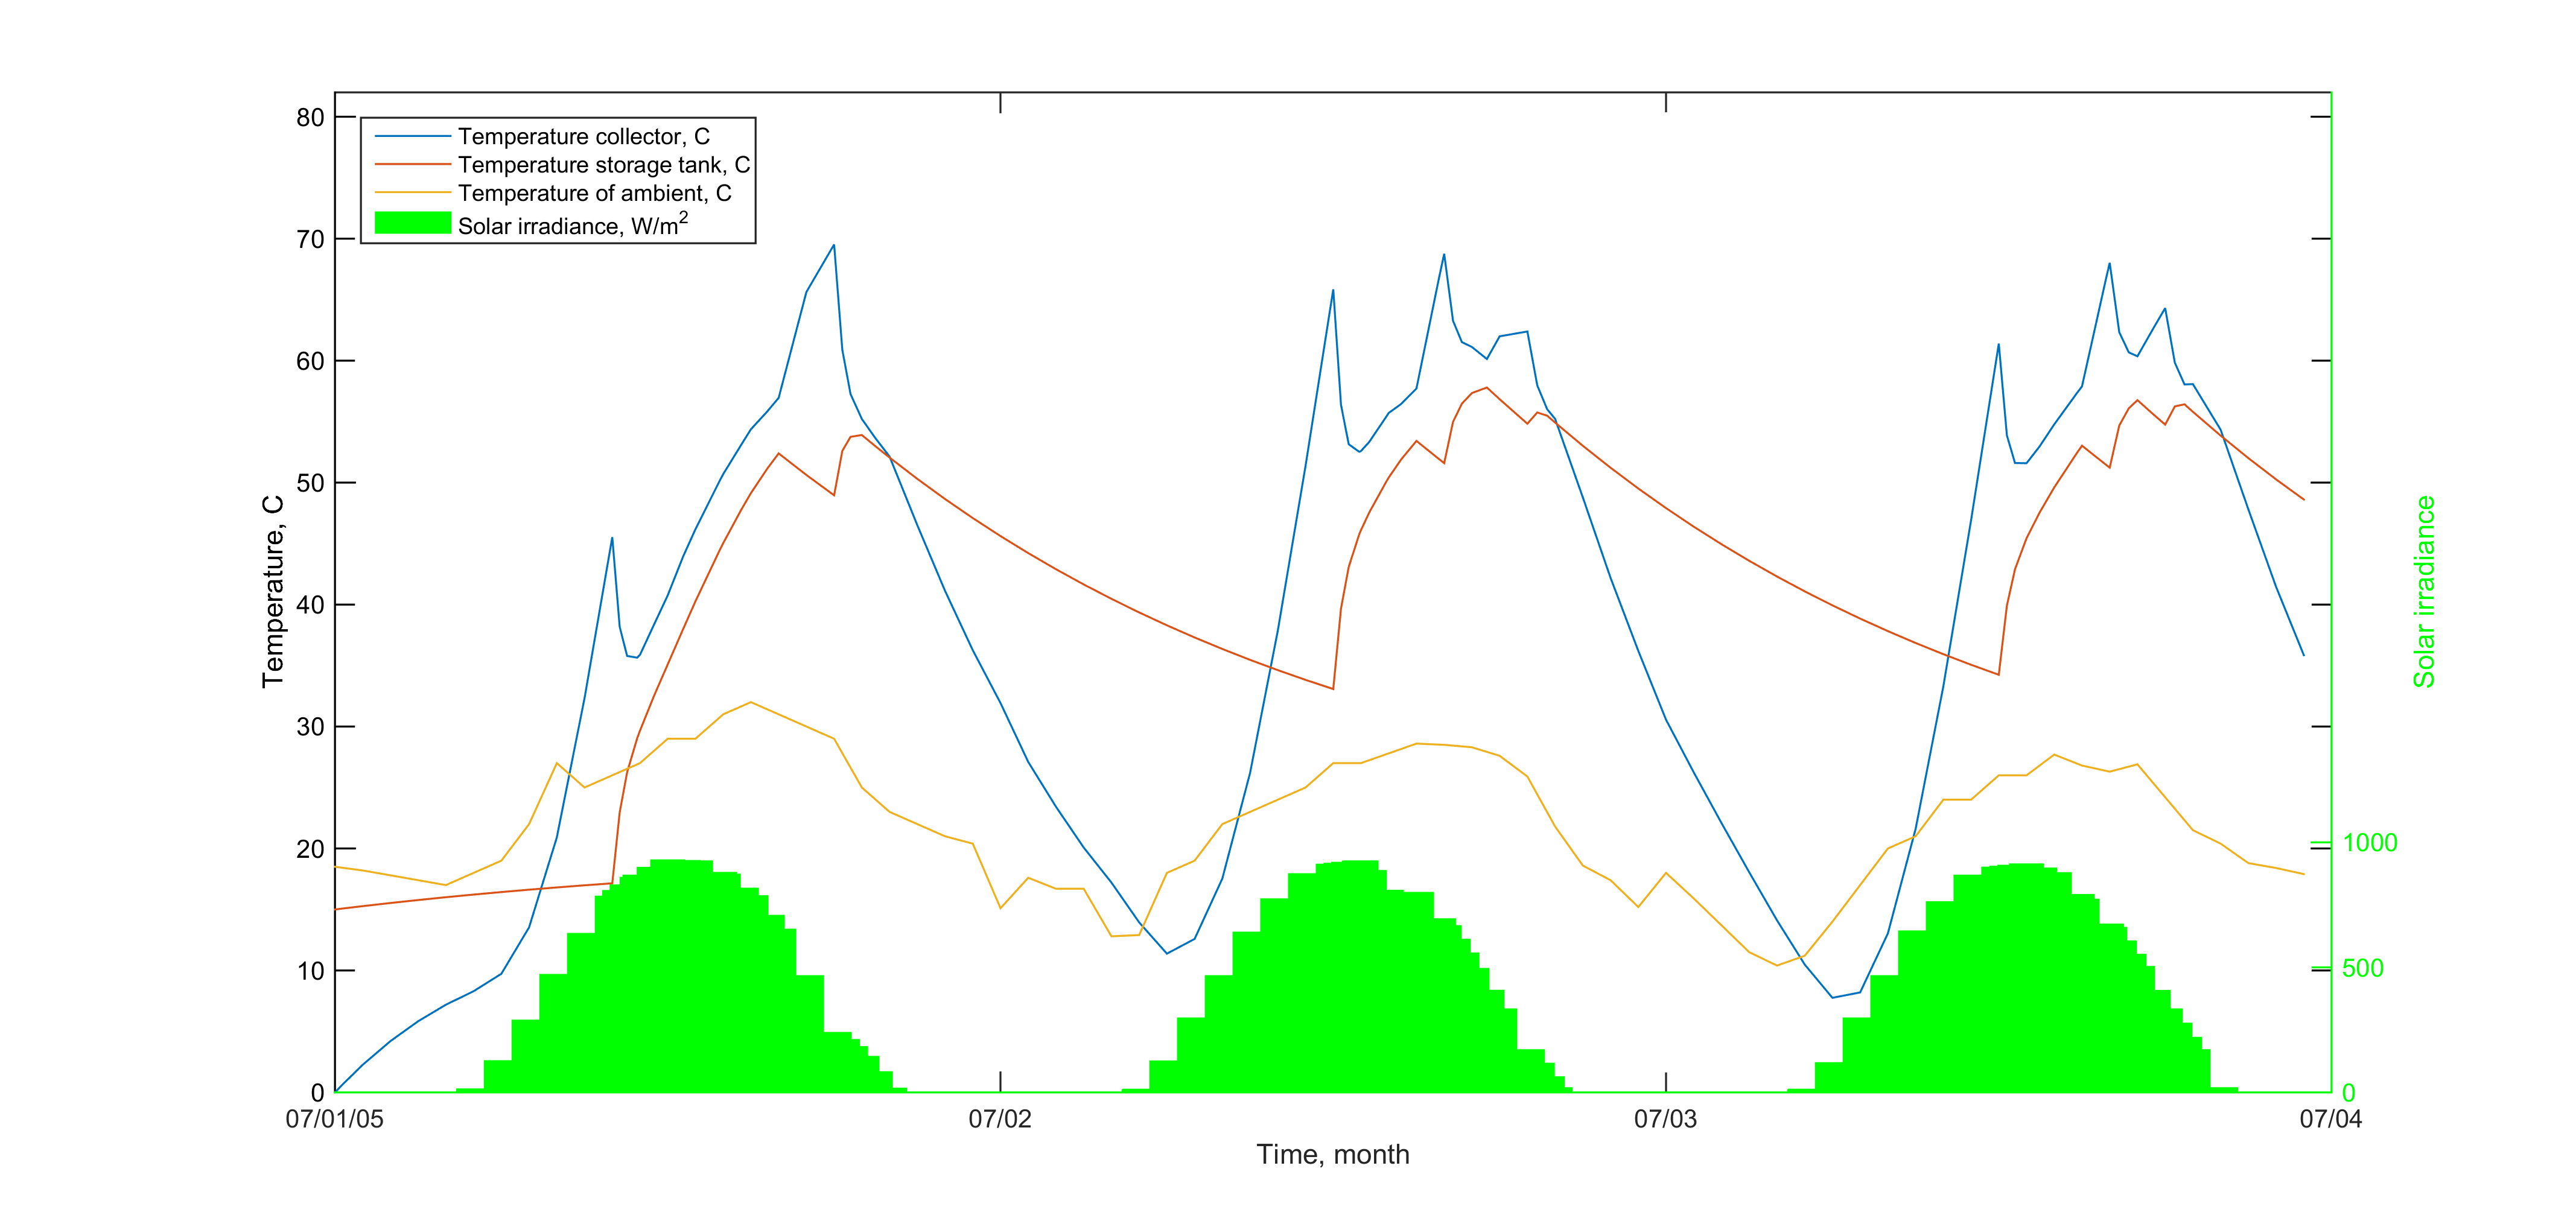 80
70
60
50
40
30
20
10
0
Temperature, C
Temperature collector, C
Temperature storage tank, C
Temperature of ambient, C
Solar irradiance, W/m²
1000
500
0
Solar irradiance
07/01/05 07/02 07/03 07/04
Time, month